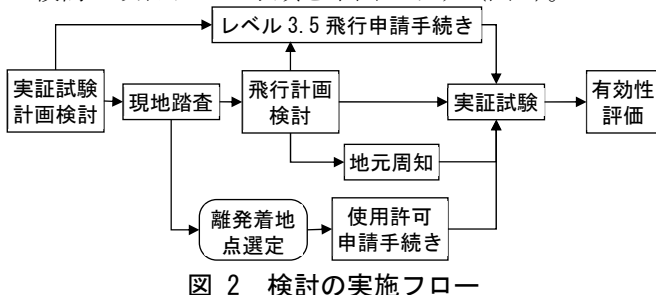 レベル 3.5 飛行申請手続き
実証試験
計画検討
現地踏査
飛行計画
検討
実証試験
有効性
評価
地元周知
離発着地
点選定
使用許可
申請手続き
図 2 検討の実施フロー